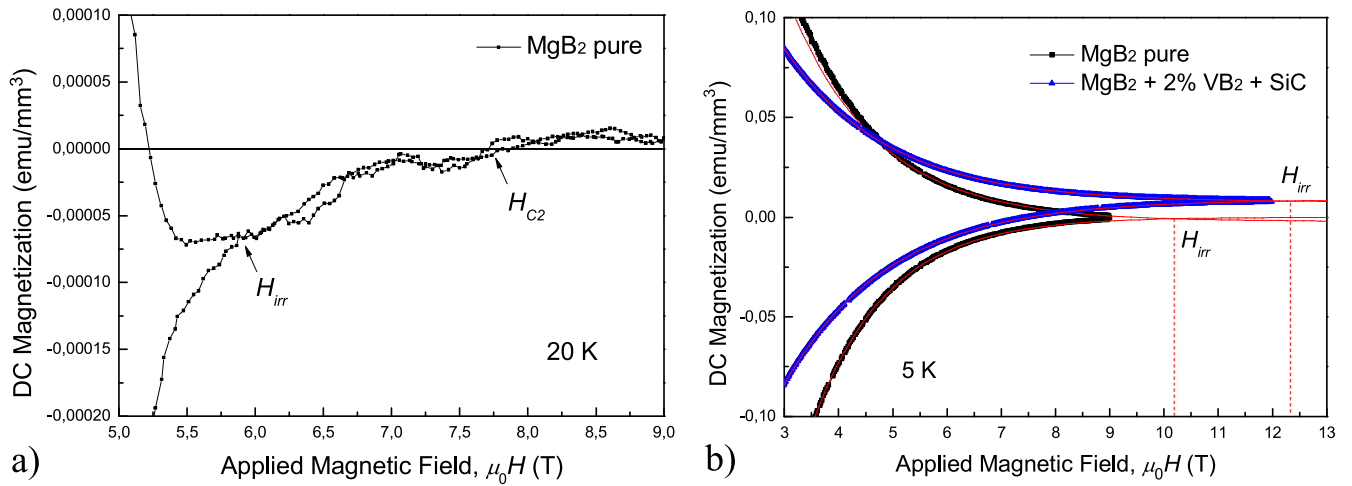 0,00010
0,00005
0,00000
-0,00005
-0,00010
-0,00015
-0,00020
DC Magnetization (emu/mm³)
MgB₂ pure
H_C2
H_irr
20 K
5,0 5,5 6,0 6,5 7,0 7,5 8,0 8,5 9,0
Applied Magnetic Field, μ₀H (T)
a)
0,10
0,05
0,00
-0,05
-0,10
DC Magnetization (emu/mm³)
MgB₂ pure
MgB₂ + 2% VB₂ + SiC
H_irr
H_irr
5 K
3 4 5 6 7 8 9 10 11 12 13
Applied Magnetic Field, μ₀H (T)
b)